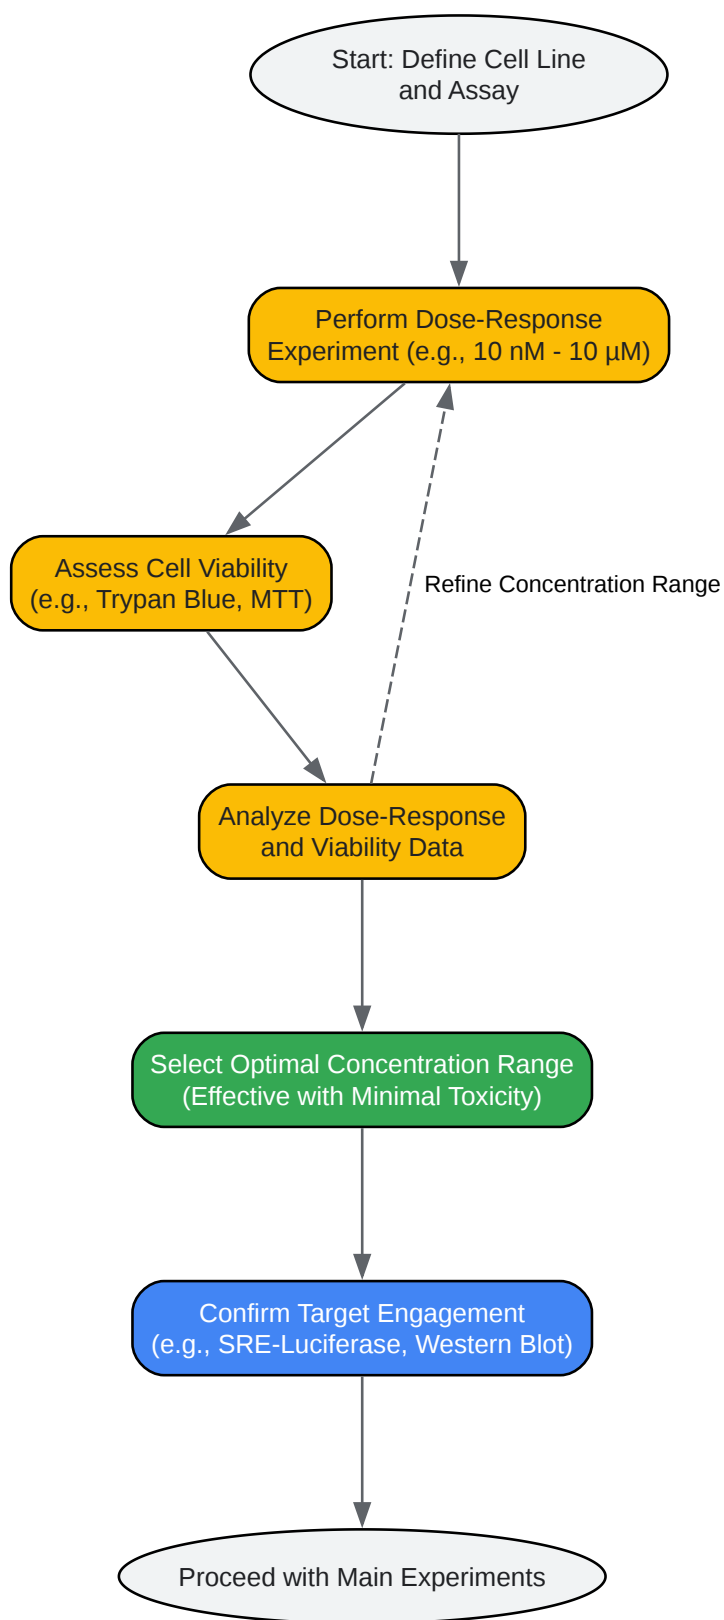 Start: Define Cell Line
and Assay
Perform Dose-Response
Experiment (e.g., 10 nM - 10 µM)
Assess Cell Viability
(e.g., Trypan Blue, MTT)
Refine Concentration Range
Analyze Dose-Response
and Viability Data
Select Optimal Concentration Range
(Effective with Minimal Toxicity)
Confirm Target Engagement
(e.g., SRE-Luciferase, Western Blot)
Proceed with Main Experiments